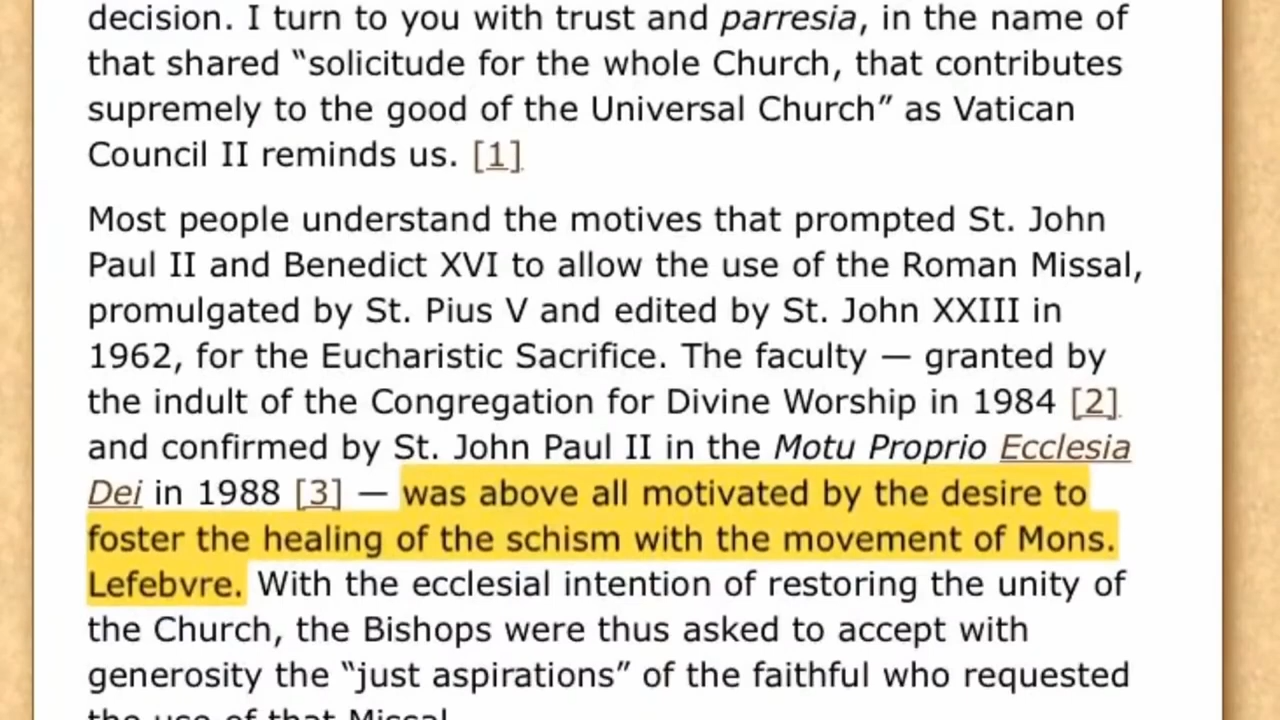 decision. I turn to you with trust and parresia, in the name of
that shared “solicitude for the whole Church, that contributes
supremely to the good of the Universal Church” as Vatican
Council II reminds us. [1]
Most people understand the motives that prompted St. John
Paul II and Benedict XVI to allow the use of the Roman Missal,
promulgated by St. Pius V and edited by St. John XXIII in
1962, for the Eucharistic Sacrifice. The faculty — granted by
the indult of the Congregation for Divine Worship in 1984 [2]
and confirmed by St. John Paul II in the Motu Proprio Ecclesia
Dei in 1988 [3] — was above all motivated by the desire to
foster the healing of the schism with the movement of Mons.
Lefebvre. With the ecclesial intention of restoring the unity of
the Church, the Bishops were thus asked to accept with
generosity the “just aspirations” of the faithful who requested
the use of that Missal.